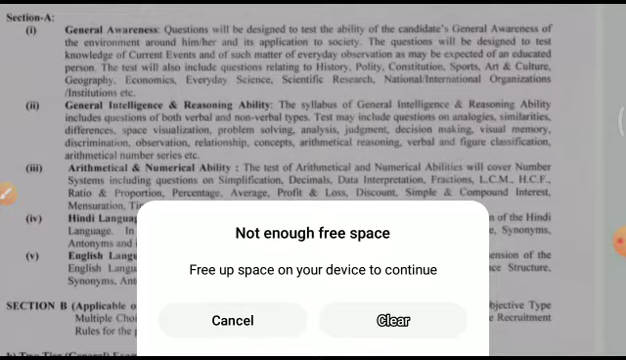 Section-A:
(i) General Awareness: Questions will be designed to test the ability of the candidate's General Awareness of
the environment around him/her and its application to society. The questions will be designed to test
knowledge of Current Events and of such matter of everyday observation as may be expected of an educated
person. The test will also include questions relating to History, Polity, Constitution, Sports, Art & Culture,
Geography, Economics, Everyday Science, Scientific Research, National/International Organizations
/Institutions etc.
(ii) General Intelligence & Reasoning Ability: The syllabus of General Intelligence & Reasoning Ability
includes questions of both verbal and non-verbal types. Test may include questions on analogies, similarities,
differences, space visualization, problem solving, analysis, judgment, decision making, visual memory,
discrimination, observation, relationship, concepts, arithmetical reasoning, verbal and figure classification,
arithmetical number series etc.
(iii) Arithmetical & Numerical Ability : The test of Arithmetical and Numerical Abilities will cover Number
Systems including questions on Simplification, Decimals, Data Interpretation, Fractions, L.C.M., H.C.F.,
Ratio & Proportion, Percentage, Average, Profit & Loss, Discount, Simple & Compound Interest,
Mensuration,
(iv) Hindi n of the Hindi
Language. In Synonyms,
Antonyms and
(v) English of the
English Structure,
Synonyms,
SECTION B (Applicable Type
Multiple Recruitment
Rules for the
Not enough free space
Free up space on your device to continue
Cancel Clear